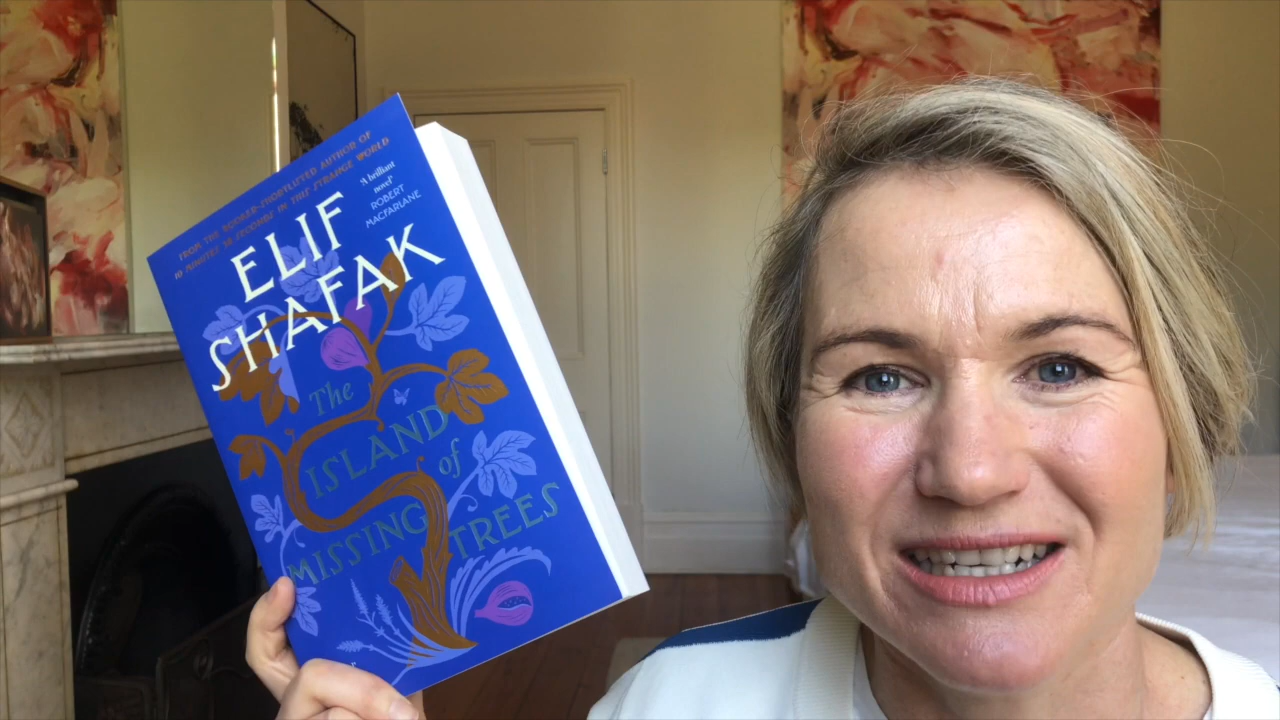 FROM THE BOOKER-SHORTLISTED AUTHOR OF
10 MINUTES 38 SECONDS IN THIS STRANGE WORLD
'A brilliant
novel'
ROBERT
MACFARLANE
ELIF
SHAFAK
The
ISLAND
of
MISSING
TREES